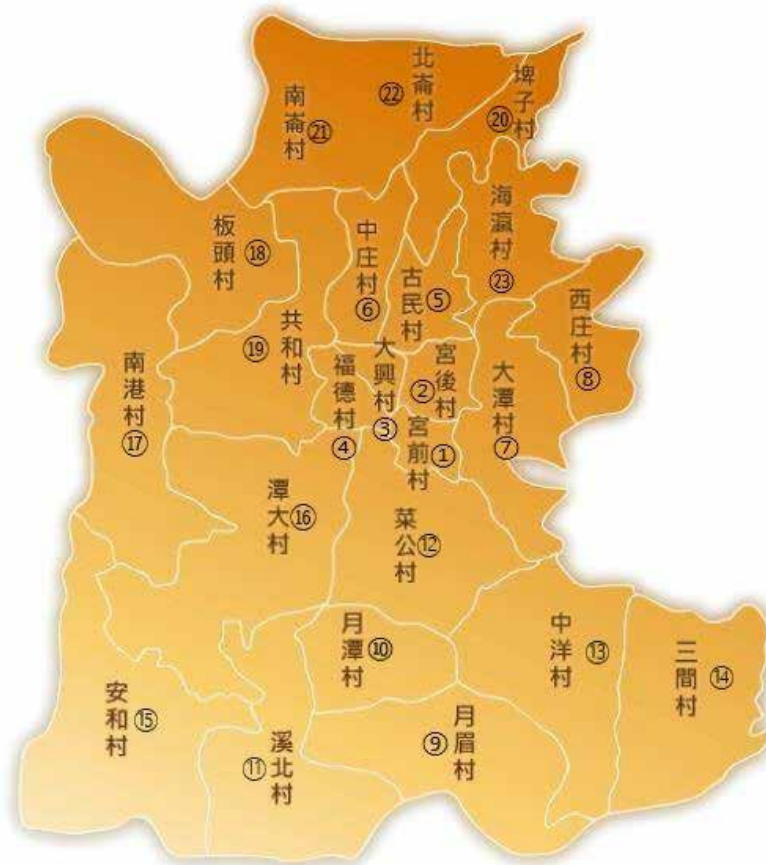 北崙村
㉒
埤子村
⑳
南崙村
㉑
海瀛村
㉓
板頭村
⑱
中庄村
⑥
古民村
⑤
西庄村
⑧
共和村
⑲
南港村
⑰
福德村
④
大興村
③
宮後村
②
大潭村
⑦
宮前村
①
潭大村
⑯
菜公村
⑫
月潭村
⑩
中洋村
⑬
三間村
⑭
安和村
⑮
溪北村
⑪
月眉村
⑨